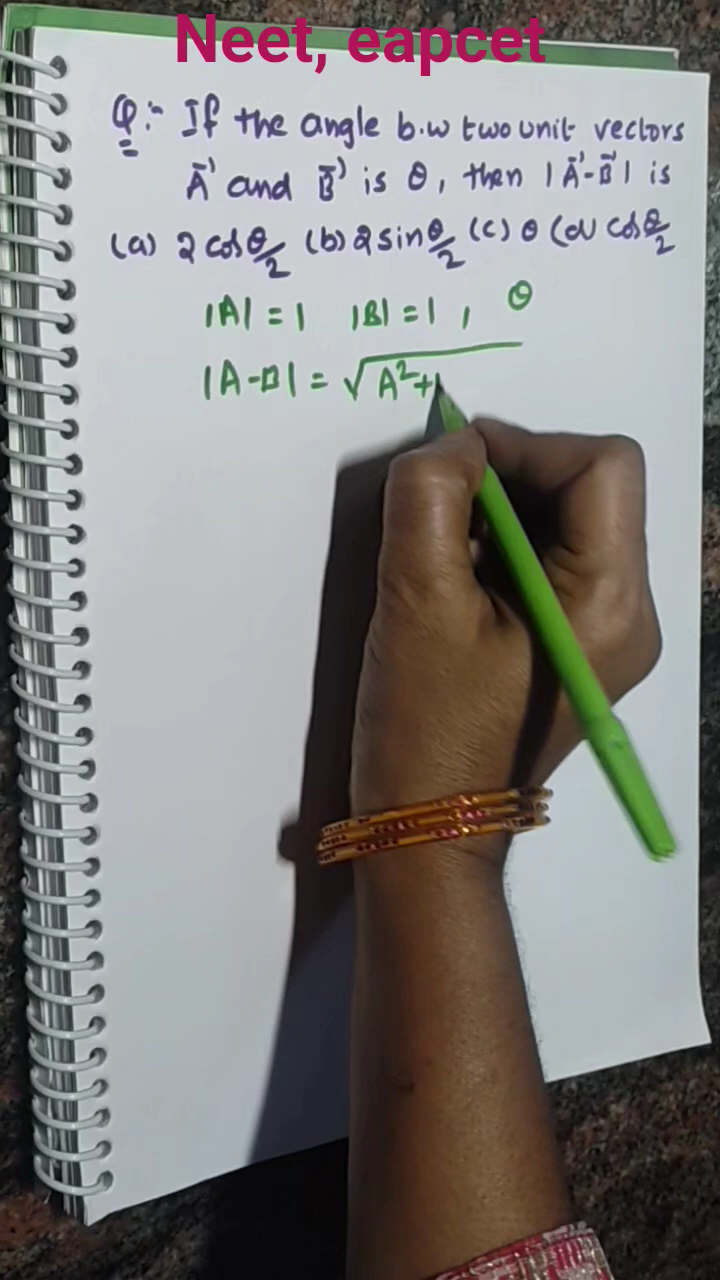 Neet, eapcet
Q:- If the angle b.w two unit vectors
A⃗ and B⃗ is θ, then |A⃗-B⃗| is
(a) 2 cos θ/2 (b) 2 sin θ/2 (c) θ (d) cos θ/2
|A| = 1 |B| = 1 , θ
|A-B| = √A²+